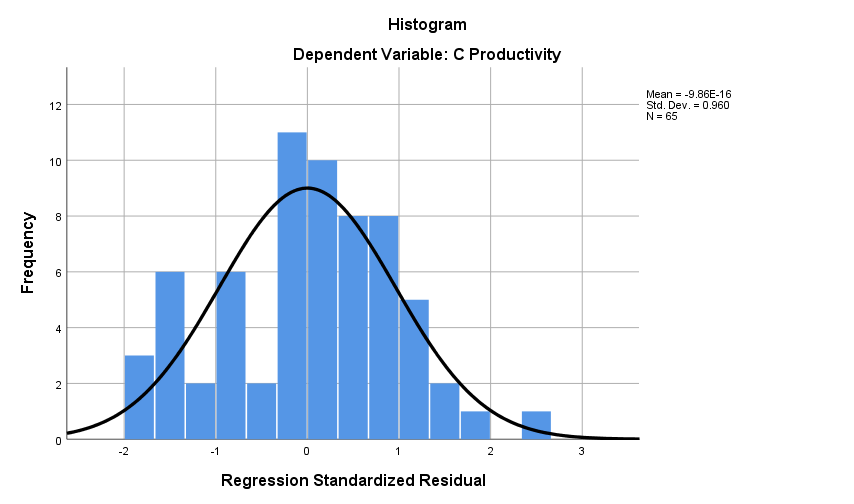 Histogram
Dependent Variable: C Productivity
Mean = -9.86E-16
Std. Dev. = 0.960
N = 65
12
10
8
6
4
2
0
Frequency
-2 -1 0 1 2 3
Regression Standardized Residual